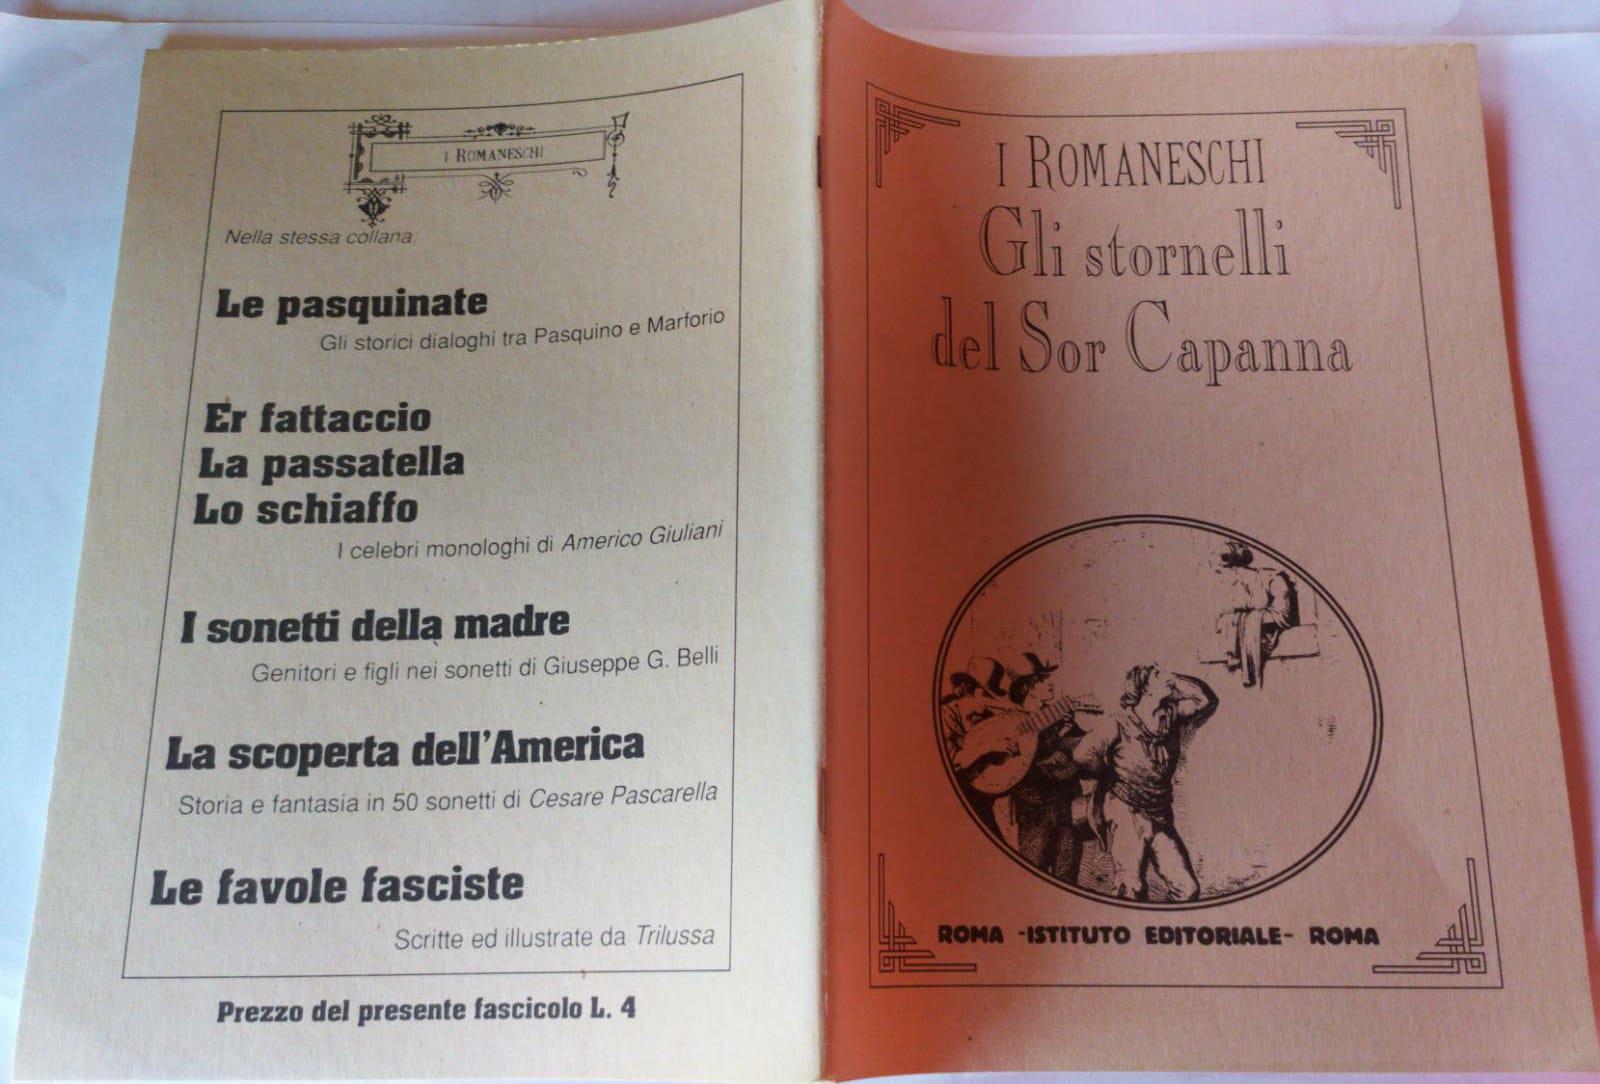 I ROMANESCHI
Nella stessa collana:
Le pasquinate
Gli storici dialoghi tra Pasquino e Marforio
Er fattaccio
La passatella
Lo schiaffo
I celebri monologhi di Americo Giuliani
I sonetti della madre
Genitori e figli nei sonetti di Giuseppe G. Belli
La scoperta dell'America
Storia e fantasia in 50 sonetti di Cesare Pascarella
Le favole fasciste
Scritte ed illustrate da Trilussa
Prezzo del presente fascicolo L. 4
I ROMANESCHI
Gli stornelli
del Sor Capanna
ROMA -ISTITUTO EDITORIALE- ROMA